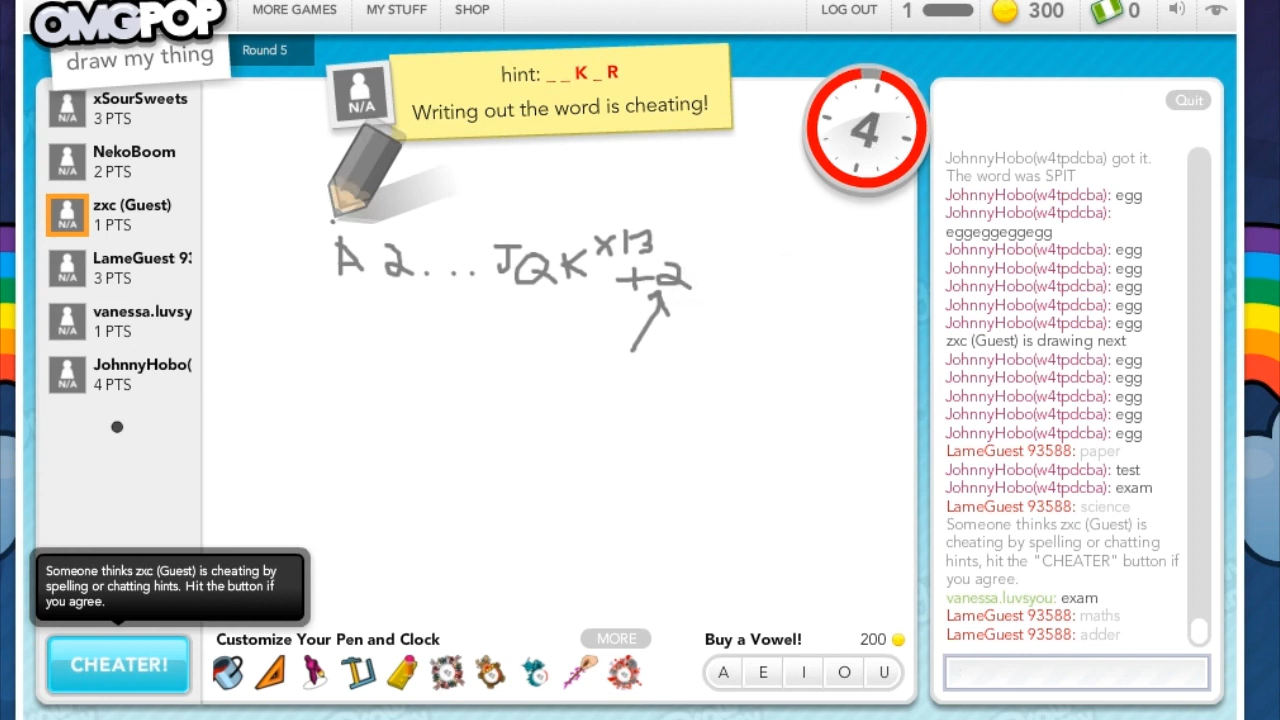 OMGPOP
MORE GAMES
MY STUFF
SHOP
LOG OUT
1
300
0
draw my thing
Round 5
N/A
hint: _ _ K _ R
Writing out the word is cheating!
4
N/A
xSourSweets
3 PTS
N/A
NekoBoom
2 PTS
N/A
zxc (Guest)
1 PTS
N/A
LameGuest 93
3 PTS
N/A
vanessa.luvsy
1 PTS
N/A
JohnnyHobo(
4 PTS
A 2... J Q K x13
+2
Quit
JohnnyHobo(w4tpdcba) got it.
The word was SPIT
JohnnyHobo(w4tpdcba): egg
JohnnyHobo(w4tpdcba):
eggeggeggegg
JohnnyHobo(w4tpdcba): egg
JohnnyHobo(w4tpdcba): egg
JohnnyHobo(w4tpdcba): egg
JohnnyHobo(w4tpdcba): egg
JohnnyHobo(w4tpdcba): egg
zxc (Guest) is drawing next
JohnnyHobo(w4tpdcba): egg
JohnnyHobo(w4tpdcba): egg
JohnnyHobo(w4tpdcba): egg
JohnnyHobo(w4tpdcba): egg
JohnnyHobo(w4tpdcba): egg
LameGuest 93588: paper
JohnnyHobo(w4tpdcba): test
JohnnyHobo(w4tpdcba): exam
LameGuest 93588: science
Someone thinks zxc (Guest) is
cheating by spelling or chatting
hints, hit the "CHEATER" button if
you agree.
vanessa.luvsyou: exam
LameGuest 93588: maths
LameGuest 93588: adder
Someone thinks zxc (Guest) is cheating by
spelling or chatting hints. Hit the button if
you agree.
CHEATER!
Customize Your Pen and Clock
MORE
Buy a Vowel!
200
A E I O U